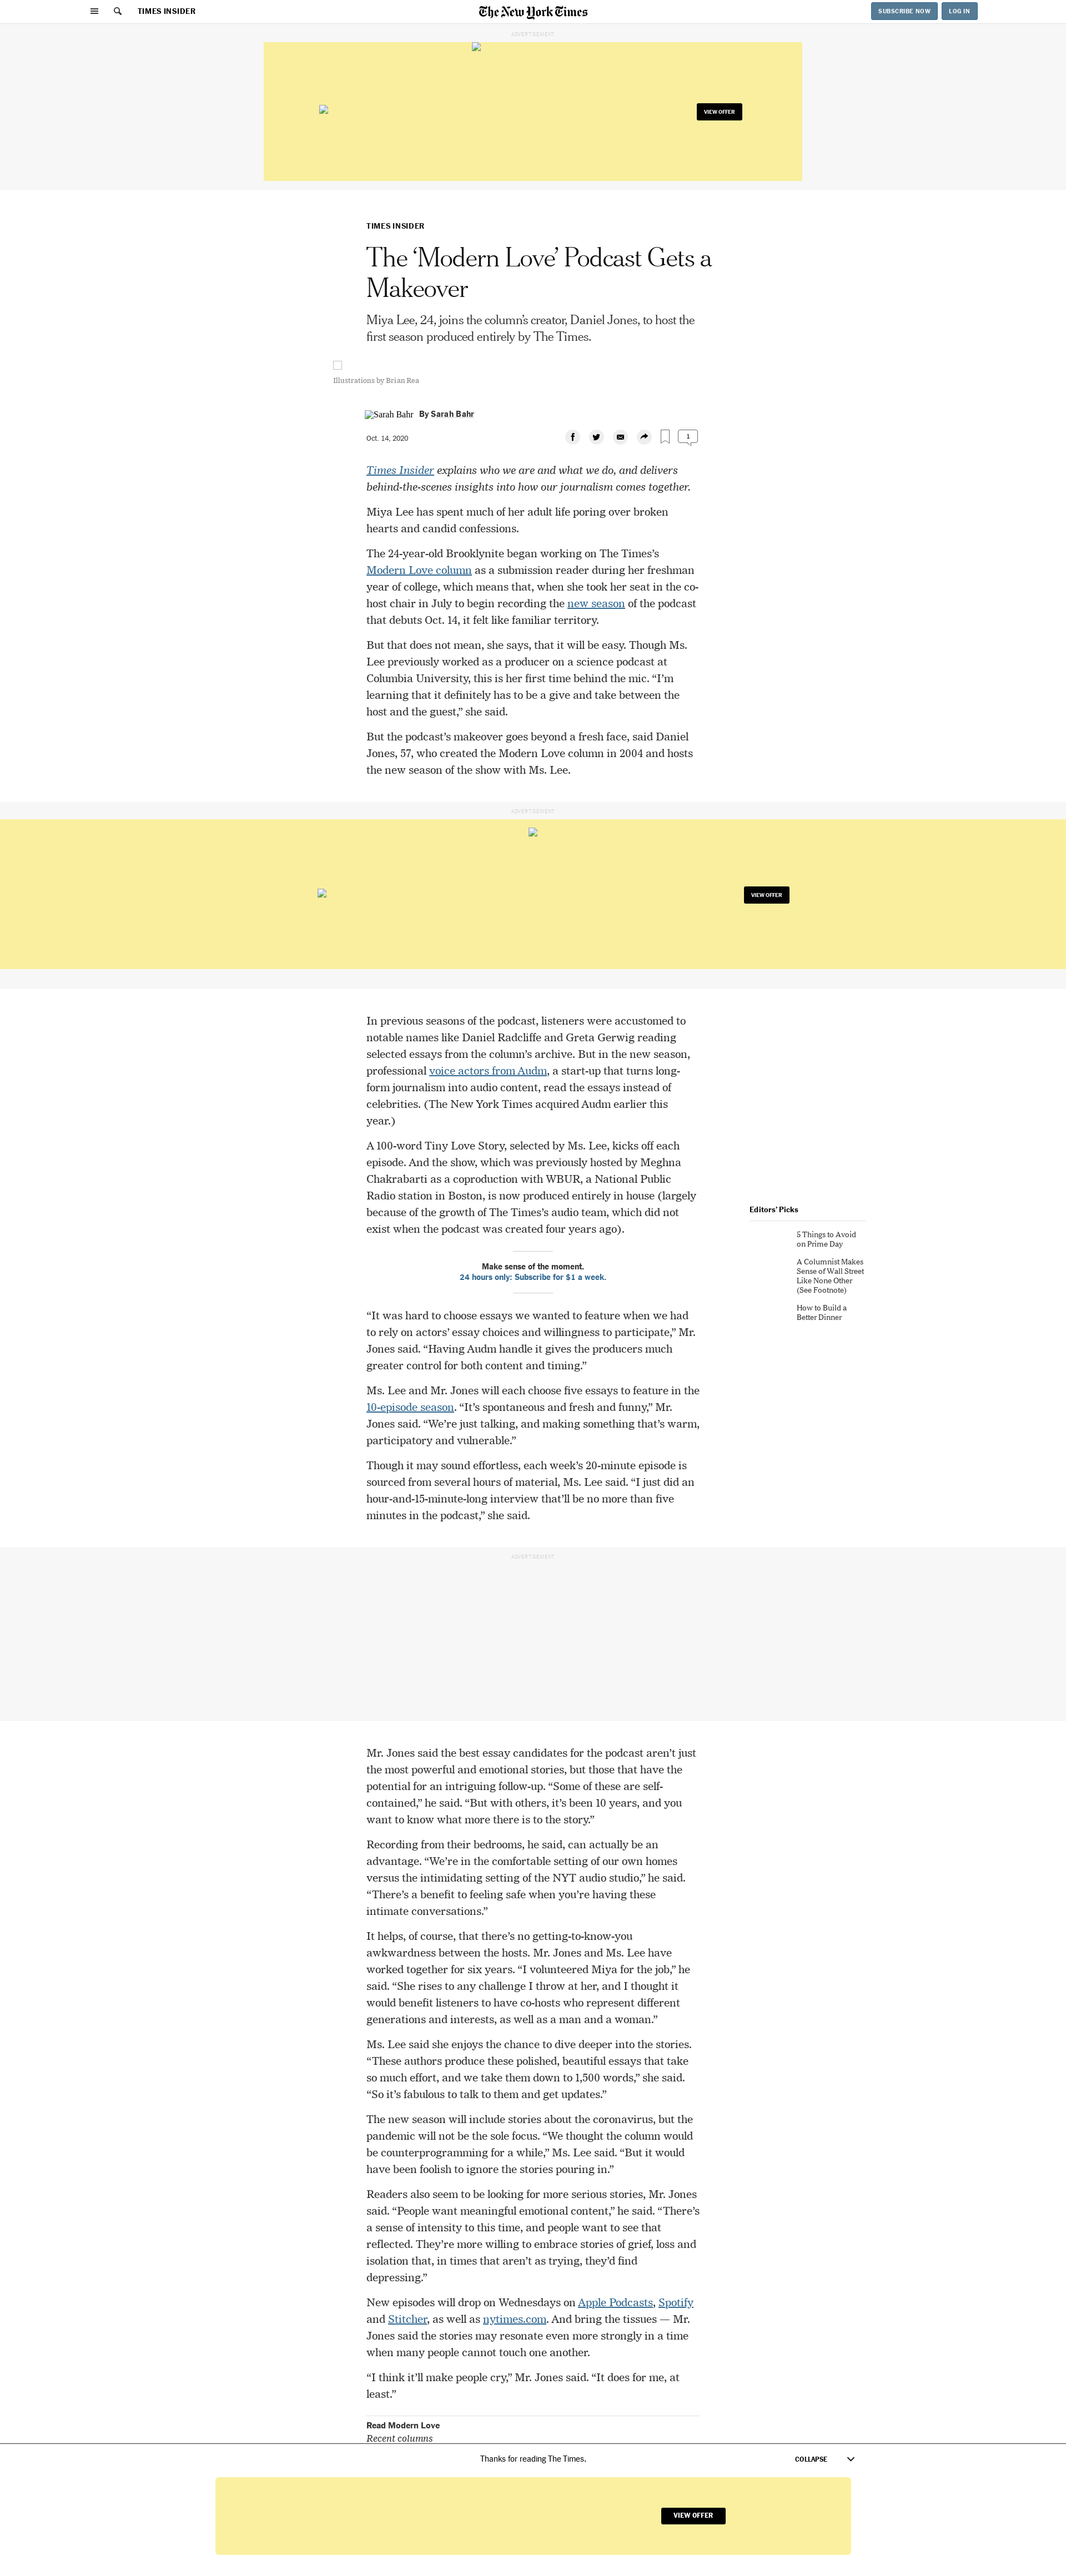 TIMES INSIDER
The New York Times
SUBSCRIBE NOW
LOG IN
ADVERTISEMENT
VIEW OFFER
TIMES INSIDER
The ‘Modern Love’ Podcast Gets a
Makeover
Miya Lee, 24, joins the column’s creator, Daniel Jones, to host the
first season produced entirely by The Times.
Illustrations by Brian Rea
Sarah Bahr
By Sarah Bahr
Oct. 14, 2020
1
Times Insider explains who we are and what we do, and delivers
behind-the-scenes insights into how our journalism comes together.
Miya Lee has spent much of her adult life poring over broken
hearts and candid confessions.
The 24-year-old Brooklynite began working on The Times’s
Modern Love column as a submission reader during her freshman
year of college, which means that, when she took her seat in the co-
host chair in July to begin recording the new season of the podcast
that debuts Oct. 14, it felt like familiar territory.
But that does not mean, she says, that it will be easy. Though Ms.
Lee previously worked as a producer on a science podcast at
Columbia University, this is her first time behind the mic. “I’m
learning that it definitely has to be a give and take between the
host and the guest,” she said.
But the podcast’s makeover goes beyond a fresh face, said Daniel
Jones, 57, who created the Modern Love column in 2004 and hosts
the new season of the show with Ms. Lee.
ADVERTISEMENT
VIEW OFFER
In previous seasons of the podcast, listeners were accustomed to
notable names like Daniel Radcliffe and Greta Gerwig reading
selected essays from the column’s archive. But in the new season,
professional voice actors from Audm, a start-up that turns long-
form journalism into audio content, read the essays instead of
celebrities. (The New York Times acquired Audm earlier this
year.)
A 100-word Tiny Love Story, selected by Ms. Lee, kicks off each
episode. And the show, which was previously hosted by Meghna
Chakrabarti as a coproduction with WBUR, a National Public
Radio station in Boston, is now produced entirely in house (largely
because of the growth of The Times’s audio team, which did not
exist when the podcast was created four years ago).
Editors’ Picks
5 Things to Avoid
on Prime Day
A Columnist Makes
Sense of Wall Street
Like None Other
(See Footnote)
How to Build a
Better Dinner
Make sense of the moment.
24 hours only: Subscribe for $1 a week.
“It was hard to choose essays we wanted to feature when we had
to rely on actors’ essay choices and willingness to participate,” Mr.
Jones said. “Having Audm handle it gives the producers much
greater control for both content and timing.”
Ms. Lee and Mr. Jones will each choose five essays to feature in the
10-episode season. “It’s spontaneous and fresh and funny,” Mr.
Jones said. “We’re just talking, and making something that’s warm,
participatory and vulnerable.”
Though it may sound effortless, each week’s 20-minute episode is
sourced from several hours of material, Ms. Lee said. “I just did an
hour-and-15-minute-long interview that’ll be no more than five
minutes in the podcast,” she said.
ADVERTISEMENT
Mr. Jones said the best essay candidates for the podcast aren’t just
the most powerful and emotional stories, but those that have the
potential for an intriguing follow-up. “Some of these are self-
contained,” he said. “But with others, it’s been 10 years, and you
want to know what more there is to the story.”
Recording from their bedrooms, he said, can actually be an
advantage. “We’re in the comfortable setting of our own homes
versus the intimidating setting of the NYT audio studio,” he said.
“There’s a benefit to feeling safe when you’re having these
intimate conversations.”
It helps, of course, that there’s no getting-to-know-you
awkwardness between the hosts. Mr. Jones and Ms. Lee have
worked together for six years. “I volunteered Miya for the job,” he
said. “She rises to any challenge I throw at her, and I thought it
would benefit listeners to have co-hosts who represent different
generations and interests, as well as a man and a woman.”
Ms. Lee said she enjoys the chance to dive deeper into the stories.
“These authors produce these polished, beautiful essays that take
so much effort, and we take them down to 1,500 words,” she said.
“So it’s fabulous to talk to them and get updates.”
The new season will include stories about the coronavirus, but the
pandemic will not be the sole focus. “We thought the column would
be counterprogramming for a while,” Ms. Lee said. “But it would
have been foolish to ignore the stories pouring in.”
Readers also seem to be looking for more serious stories, Mr. Jones
said. “People want meaningful emotional content,” he said. “There’s
a sense of intensity to this time, and people want to see that
reflected. They’re more willing to embrace stories of grief, loss and
isolation that, in times that aren’t as trying, they’d find
depressing.”
New episodes will drop on Wednesdays on Apple Podcasts, Spotify
and Stitcher, as well as nytimes.com. And bring the tissues — Mr.
Jones said the stories may resonate even more strongly in a time
when many people cannot touch one another.
“I think it’ll make people cry,” Mr. Jones said. “It does for me, at
least.”
Read Modern Love
Recent columns
Thanks for reading The Times.
COLLAPSE
VIEW OFFER